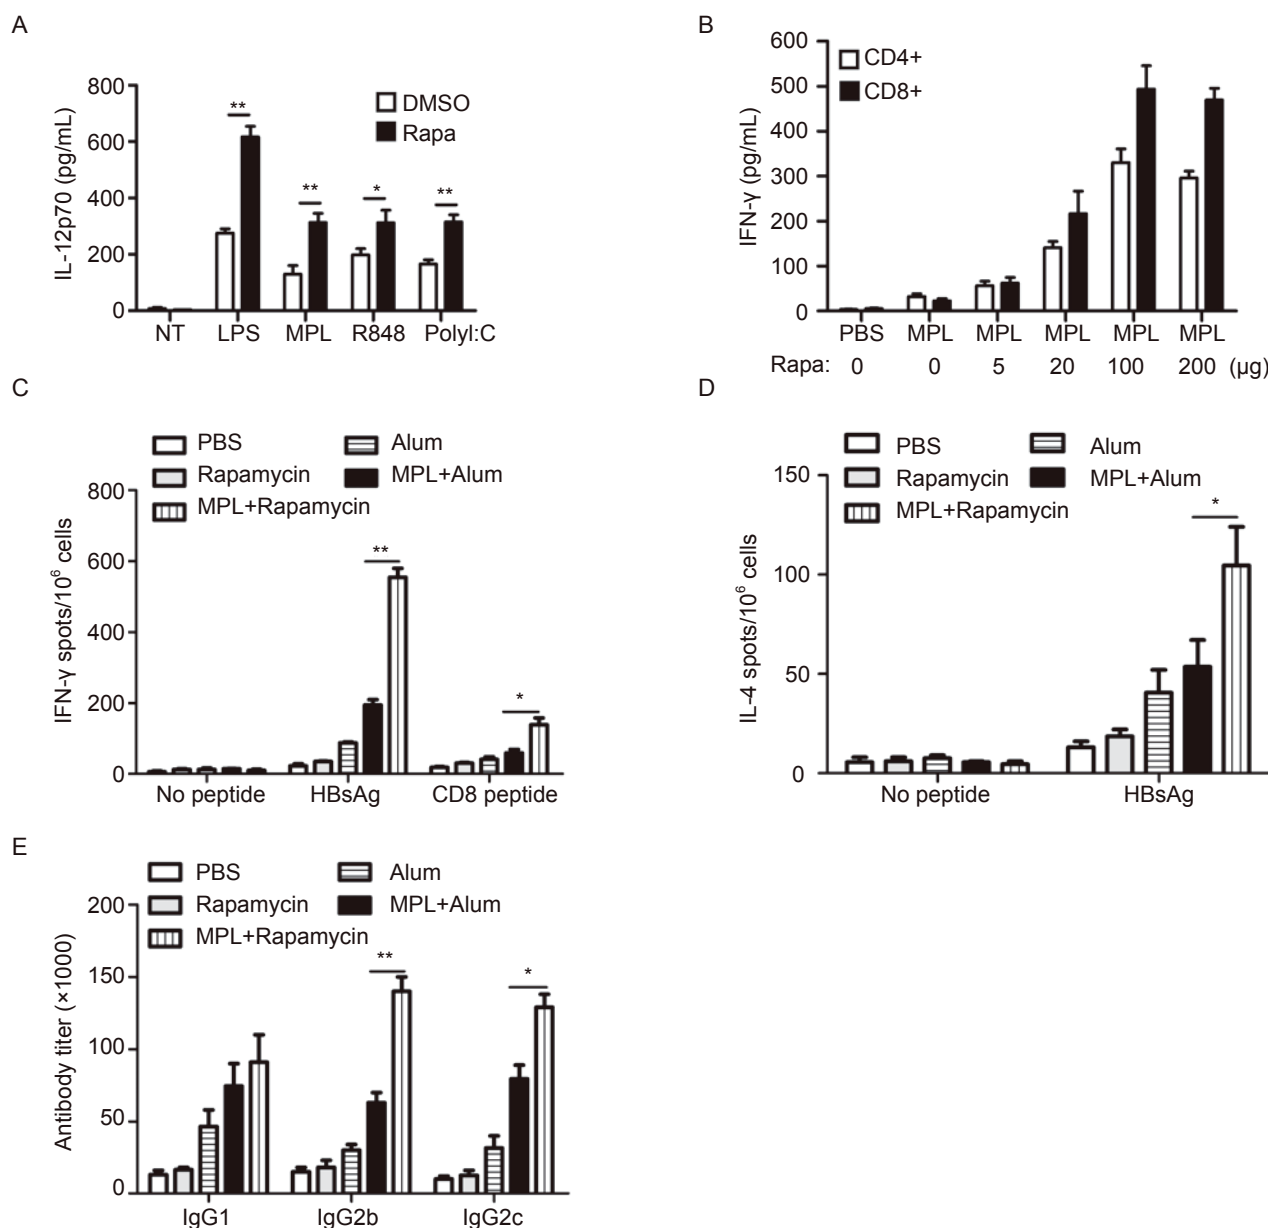 A
800
600
400
200
0
IL-12p70 (pg/mL)
DMSO
Rapa
**
**
*
**
NT LPS MPL R848 PolyI:C
B
600
500
400
300
200
100
0
IFN-γ (pg/mL)
CD4+
CD8+
PBS MPL MPL MPL MPL MPL
Rapa: 0 0 5 20 100 200 (µg)
C
PBS
Rapamycin
MPL+Rapamycin
Alum
MPL+Alum
800
600
400
200
0
IFN-γ spots/10⁶ cells
**
*
No peptide HBsAg CD8 peptide
D
PBS
Rapamycin
MPL+Rapamycin
Alum
MPL+Alum
150
100
50
0
IL-4 spots/10⁶ cells
*
No peptide HBsAg
E
PBS
Rapamycin
MPL+Rapamycin
Alum
MPL+Alum
200
150
100
50
0
Antibody titer (×1000)
**
*
IgG1 IgG2b IgG2c